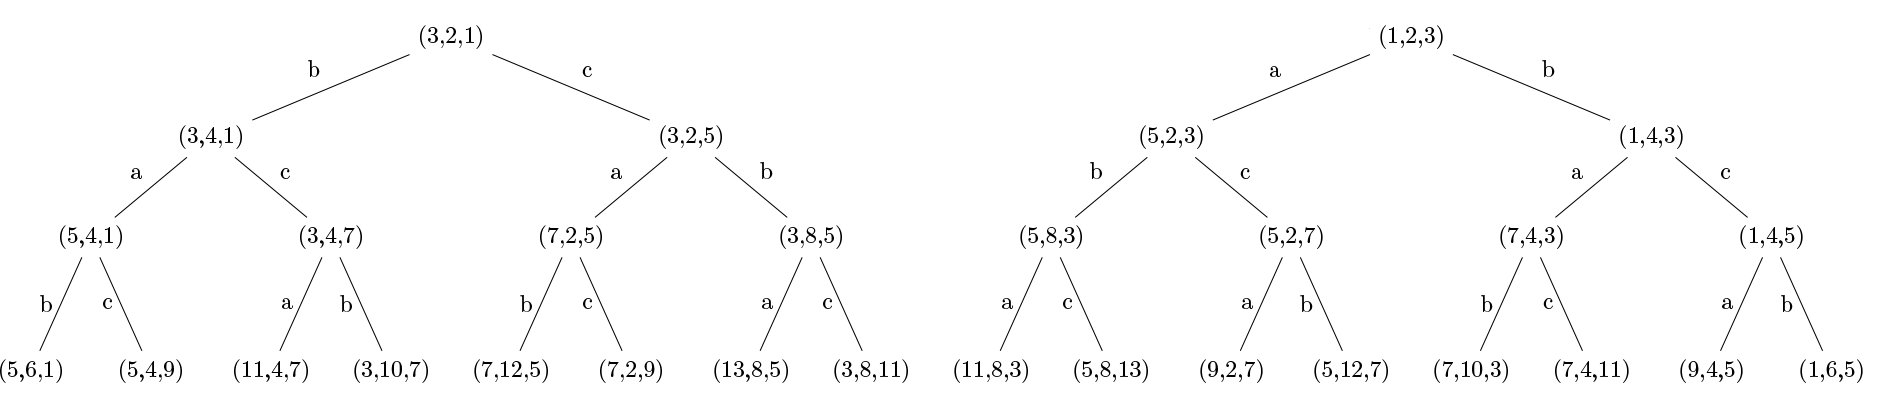 (3,2,1) (1,2,3)
b c a b
(3,4,1) (3,2,5) (5,2,3) (1,4,3)
a c a b b c a c
(5,4,1) (3,4,7) (7,2,5) (3,8,5) (5,8,3) (5,2,7) (7,4,3) (1,4,5)
b c a b b c a c a c a b b c a b
(5,6,1) (5,4,9) (11,4,7) (3,10,7) (7,12,5) (7,2,9) (13,8,5) (3,8,11) (11,8,3) (5,8,13) (9,2,7) (5,12,7) (7,10,3) (7,4,11) (9,4,5) (1,6,5)